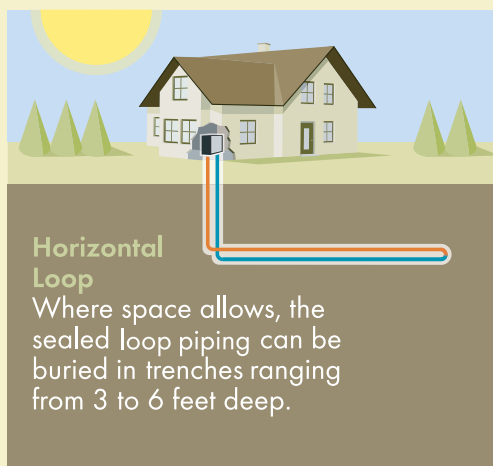 Horizontal
Loop
Where space allows, the
sealed loop piping can be
buried in trenches ranging
from 3 to 6 feet deep.